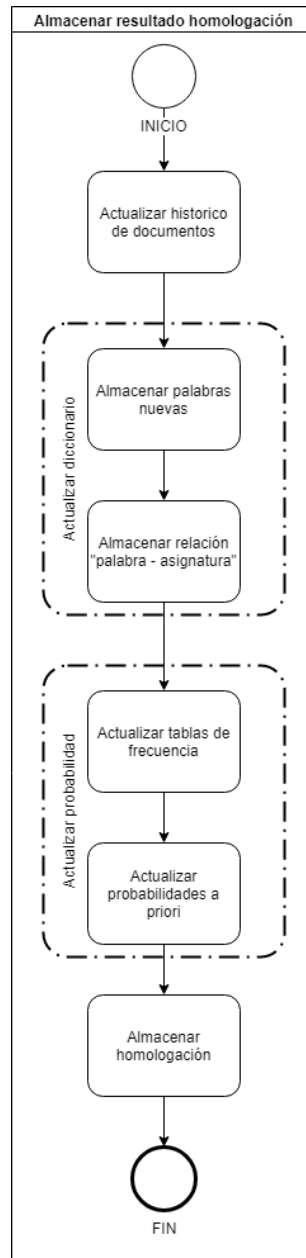 Almacenar resultado homologación
INICIO
Actualizar historico
de documentos
Actualizar diccionario
Almacenar palabras
nuevas
Almacenar relación
"palabra - asignatura"
Actualizar probabilidad
Actualizar tablas de
frecuencia
Actualizar
probabilidades a
priori
Almacenar
homologación
FIN